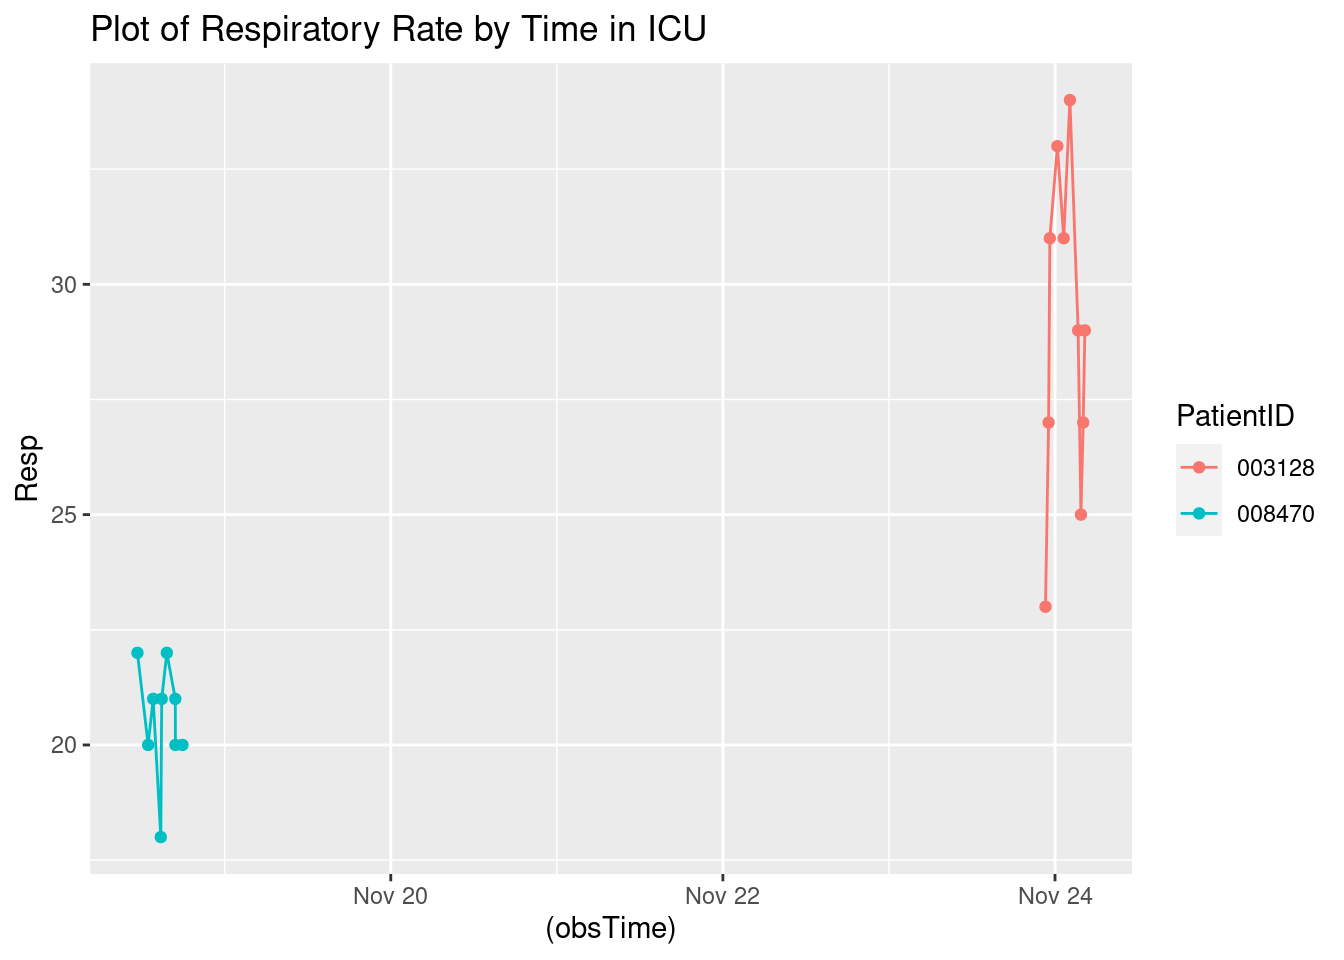 Plot of Respiratory Rate by Time in ICU
Resp
30
25
20
Nov 20 Nov 22 Nov 24
(obsTime)
PatientID
003128
008470